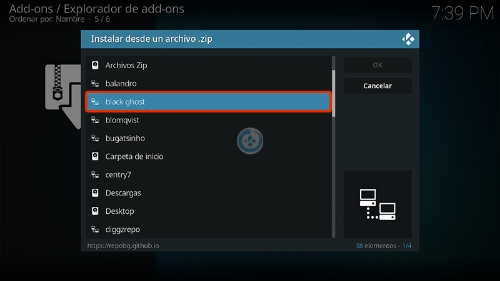 Add-ons / Explorador de add-ons
Ordenar por: Nombre · 5 / 6
7:39 PM
Instalar desde un archivo .zip
Archivos Zip
balandro
black ghost
blomqvist
bugatsinho
Carpeta de inicio
centry7
Descargas
Desktop
diggzrepo
OK
Cancelar
https://repobg.github.io
38 elementos - 1/4